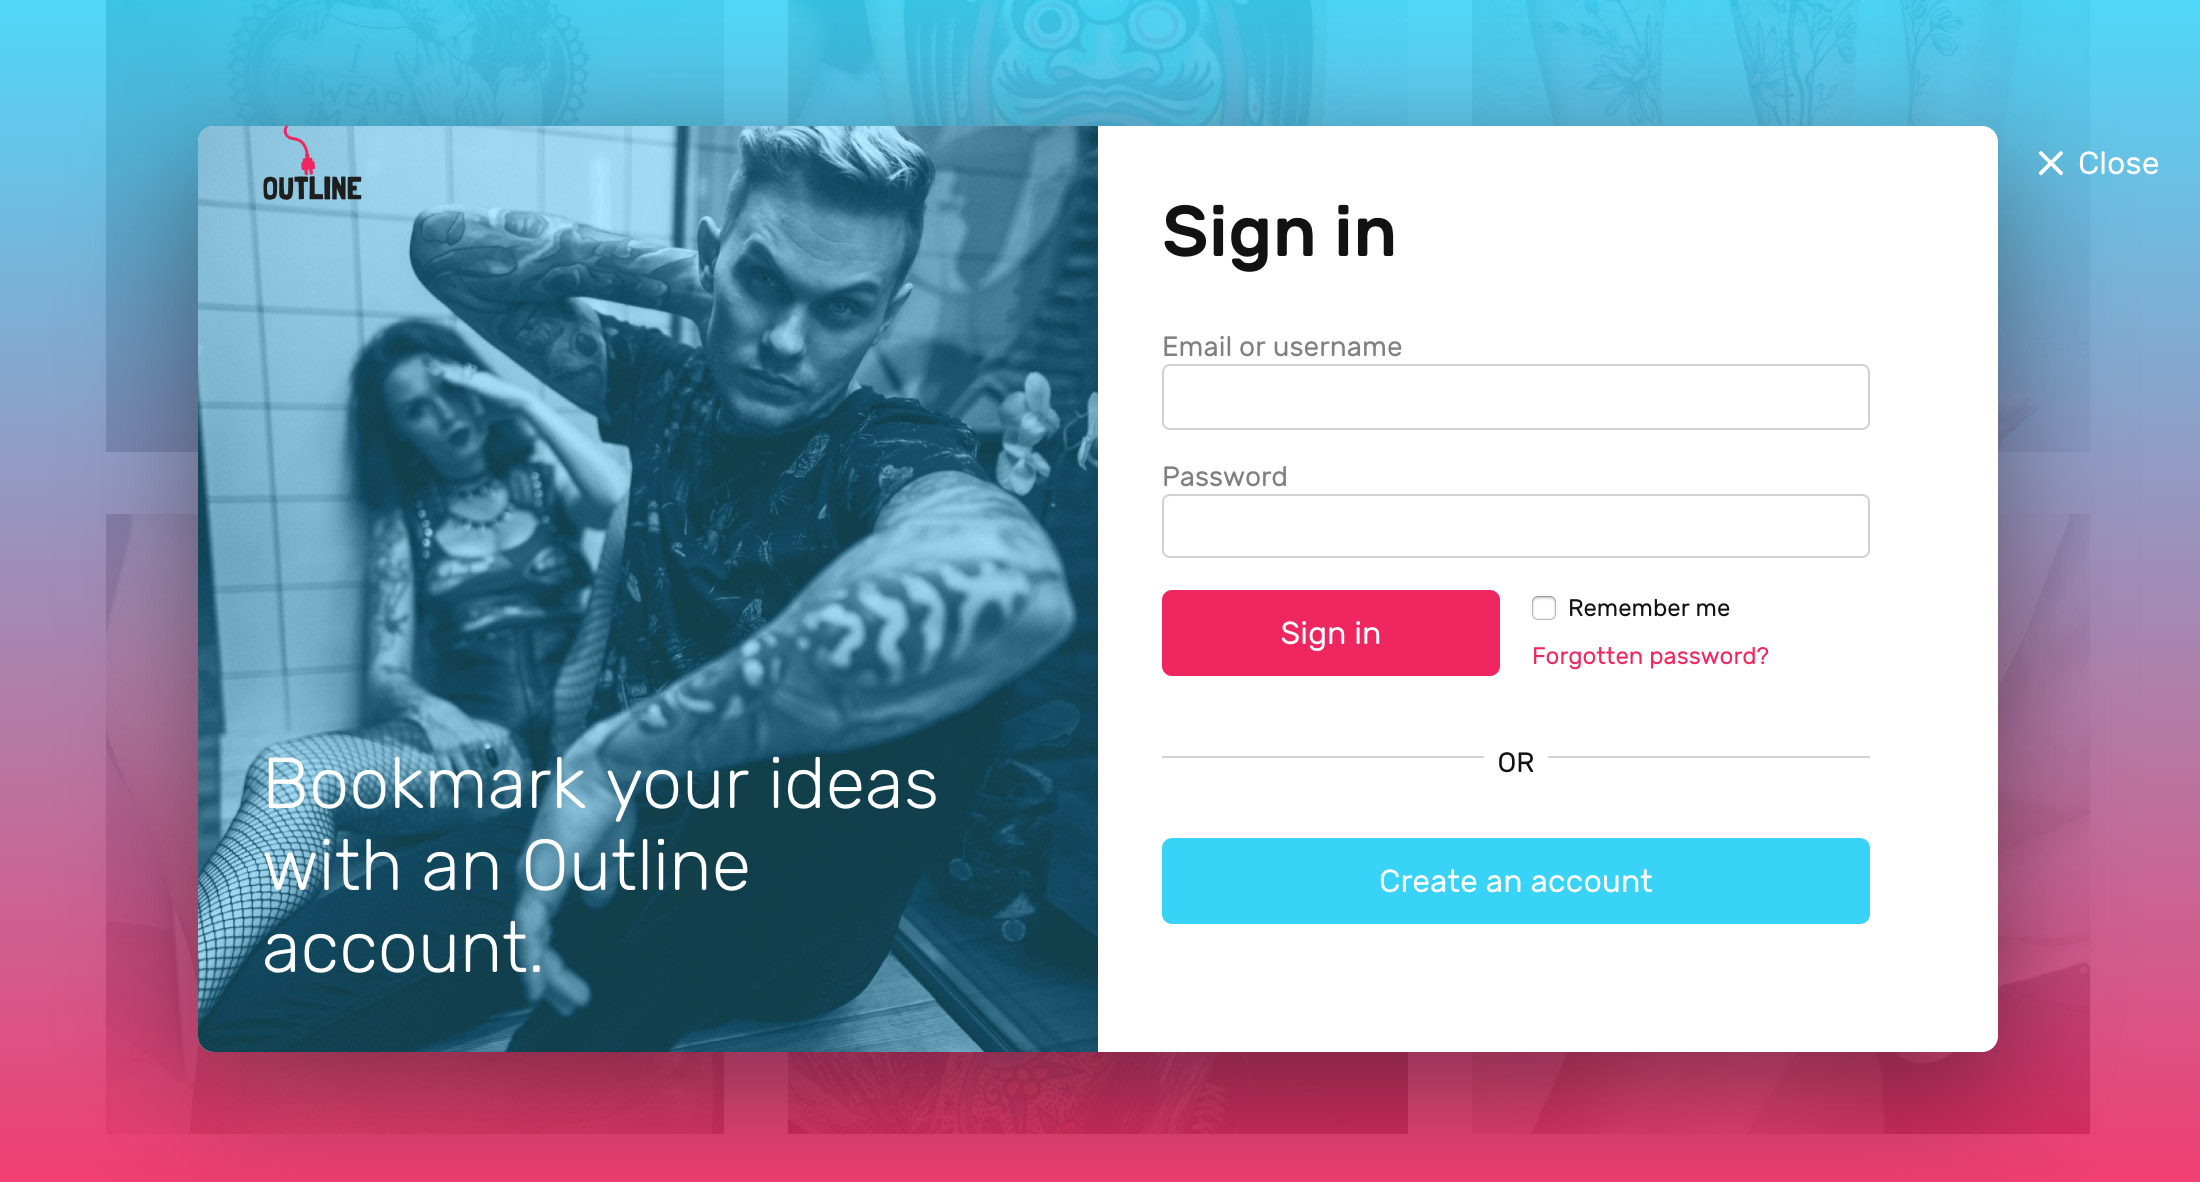 I
SWEAR
OUTLINE
Bookmark your ideas
with an Outline
account.
Close
Sign in
Email or username
Password
Sign in
Remember me
Forgotten password?
OR
Create an account